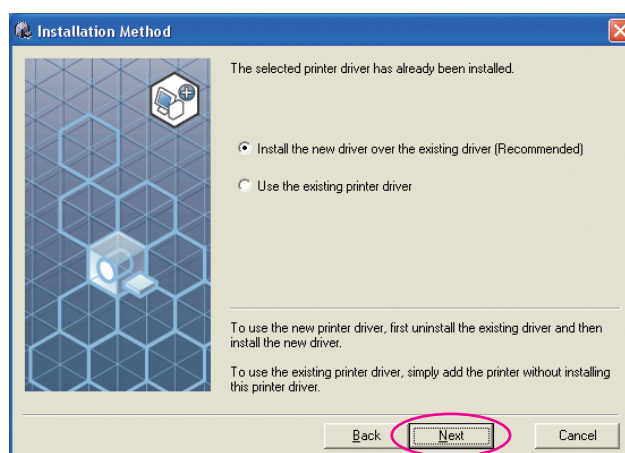 Installation Method
The selected printer driver has already been installed.
Install the new driver over the existing driver (Recommended)
Use the existing printer driver
To use the new printer driver, first uninstall the existing driver and then
install the new driver.
To use the existing printer driver, simply add the printer without installing
this printer driver.
Back Next Cancel